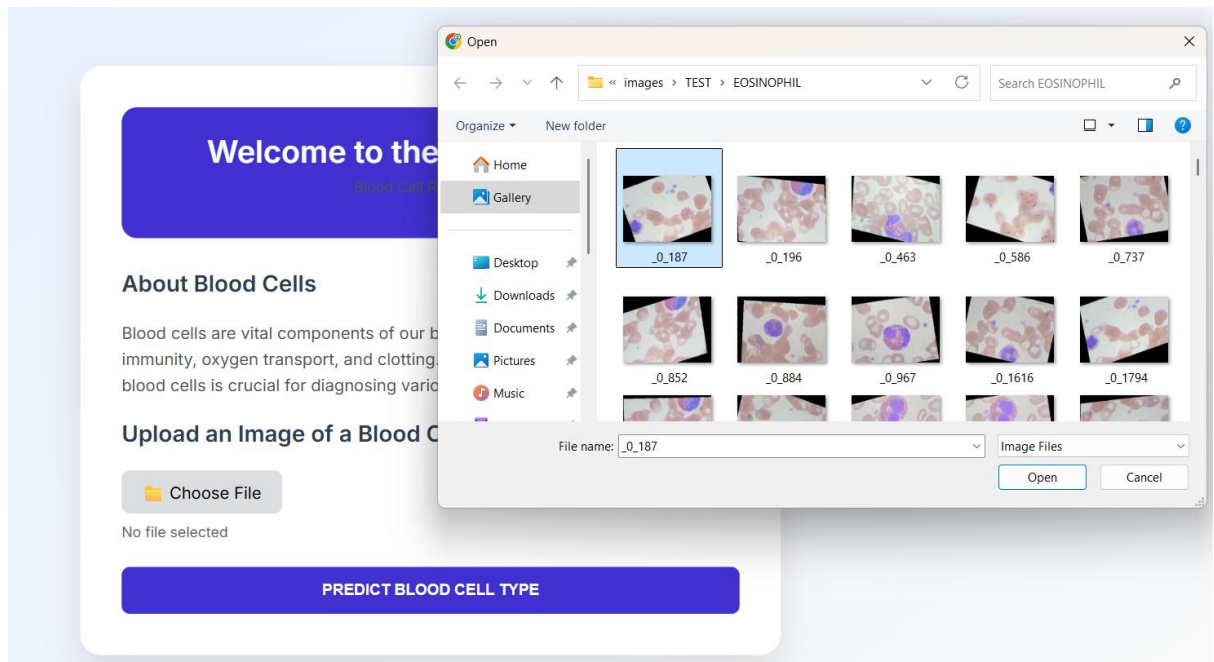 Welcome to the
Blood Cell R
About Blood Cells
Blood cells are vital components of our b
immunity, oxygen transport, and clotting.
blood cells is crucial for diagnosing vario
Upload an Image of a Blood C
Choose File
No file selected
PREDICT BLOOD CELL TYPE
Open
« images > TEST > EOSINOPHIL
Search EOSINOPHIL
Organize
New folder
Home
Gallery
Desktop
Downloads
Documents
Pictures
Music
_0_187
_0_196
_0_463
_0_586
_0_737
_0_852
_0_884
_0_967
_0_1616
_0_1794
File name: _0_187
Image Files
Open
Cancel